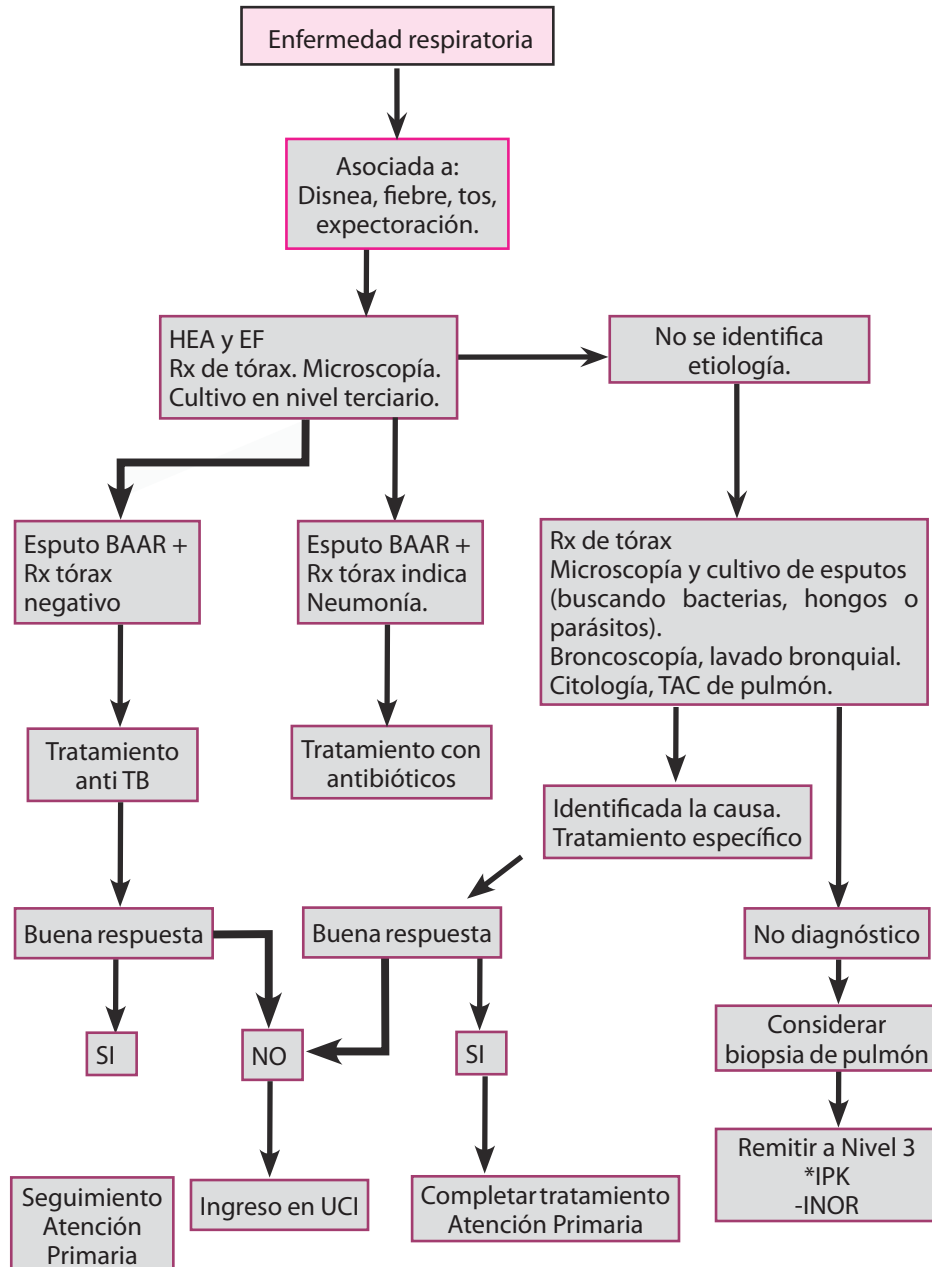 Enfermedad respiratoria
Asociada a:
Disnea, fiebre, tos,
expectoración.
HEA y EF
Rx de tórax. Microscopía.
Cultivo en nivel terciario.
No se identifica
etiología.
Esputo BAAR +
Rx tórax
negativo
Esputo BAAR +
Rx tórax indica
Neumonía.
Rx de tórax
Microscopía y cultivo de esputos
(buscando bacterias, hongos o
parásitos).
Broncoscopía, lavado bronquial.
Citología, TAC de pulmón.
Tratamiento
anti TB
Tratamiento con
antibióticos
Identificada la causa.
Tratamiento específico
Buena respuesta
Buena respuesta
No diagnóstico
SI
NO
SI
Considerar
biopsia de pulmón
Seguimiento
Atención
Primaria
Ingreso en UCI
Completar tratamiento
Atención Primaria
Remitir a Nivel 3
*IPK
-INOR